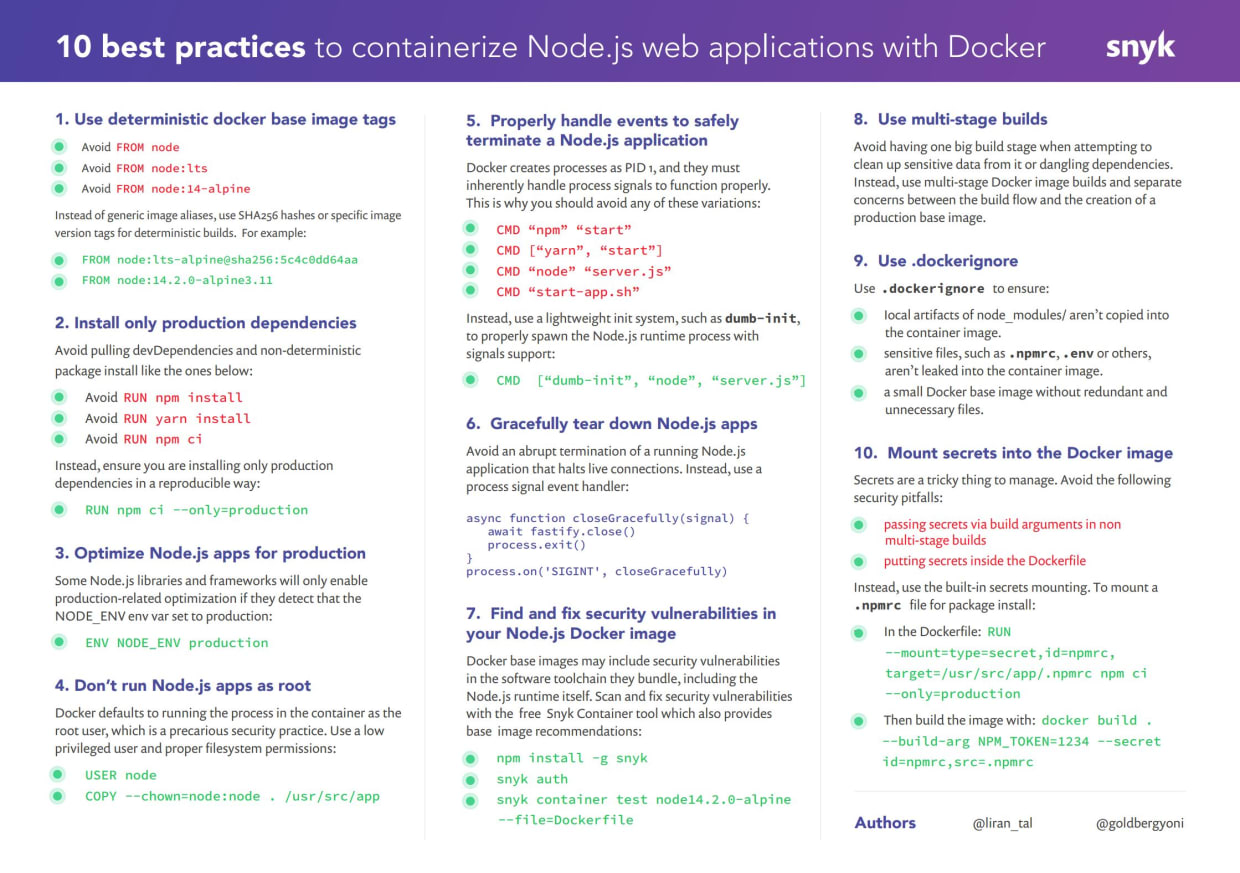 10 best practices to containerize Node.js web applications with Docker
snyk
1. Use deterministic docker base image tags
Avoid FROM node
Avoid FROM node:lts
Avoid FROM node:14-alpine
Instead of generic image aliases, use SHA256 hashes or specific image
version tags for deterministic builds. For example:
FROM node:lts-alpine@sha256:5c4c0dd64aa
FROM node:14.2.0-alpine3.11
2. Install only production dependencies
Avoid pulling devDependencies and non-deterministic
package install like the ones below:
Avoid RUN npm install
Avoid RUN yarn install
Avoid RUN npm ci
Instead, ensure you are installing only production
dependencies in a reproducible way:
RUN npm ci --only=production
3. Optimize Node.js apps for production
Some Node.js libraries and frameworks will only enable
production-related optimization if they detect that the
NODE_ENV env var set to production:
ENV NODE_ENV production
4. Don’t run Node.js apps as root
Docker defaults to running the process in the container as the
root user, which is a precarious security practice. Use a low
privileged user and proper filesystem permissions:
USER node
COPY --chown=node:node . /usr/src/app
5. Properly handle events to safely
terminate a Node.js application
Docker creates processes as PID 1, and they must
inherently handle process signals to function properly.
This is why you should avoid any of these variations:
CMD “npm” “start”
CMD [“yarn”, “start”]
CMD “node” “server.js”
CMD “start-app.sh”
Instead, use a lightweight init system, such as dumb-init,
to properly spawn the Node.js runtime process with
signals support:
CMD [“dumb-init”, “node”, “server.js”]
6. Gracefully tear down Node.js apps
Avoid an abrupt termination of a running Node.js
application that halts live connections. Instead, use a
process signal event handler:
async function closeGracefully(signal) {
await fastify.close()
process.exit()
}
process.on('SIGINT', closeGracefully)
7. Find and fix security vulnerabilities in
your Node.js Docker image
Docker base images may include security vulnerabilities
in the software toolchain they bundle, including the
Node.js runtime itself. Scan and fix security vulnerabilities
with the free Snyk Container tool which also provides
base image recommendations:
npm install -g snyk
snyk auth
snyk container test node14.2.0-alpine
--file=Dockerfile
8. Use multi-stage builds
Avoid having one big build stage when attempting to
clean up sensitive data from it or dangling dependencies.
Instead, use multi-stage Docker image builds and separate
concerns between the build flow and the creation of a
production base image.
9. Use .dockerignore
Use .dockerignore to ensure:
local artifacts of node_modules/ aren’t copied into
the container image.
sensitive files, such as .npmrc, .env or others,
aren’t leaked into the container image.
a small Docker base image without redundant and
unnecessary files.
10. Mount secrets into the Docker image
Secrets are a tricky thing to manage. Avoid the following
security pitfalls:
passing secrets via build arguments in non
multi-stage builds
putting secrets inside the Dockerfile
Instead, use the built-in secrets mounting. To mount a
.npmrc file for package install:
In the Dockerfile: RUN
--mount=type=secret,id=npmrc,
target=/usr/src/app/.npmrc npm ci
--only=production
Then build the image with: docker build .
--build-arg NPM_TOKEN=1234 --secret
id=npmrc,src=.npmrc
Authors @liran_tal @goldbergyoni